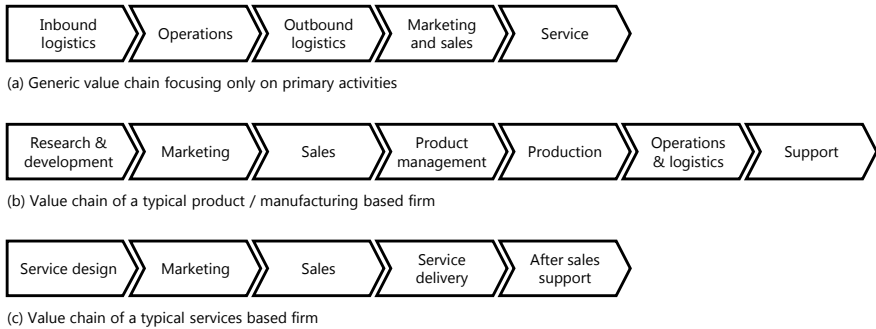 Inbound
logistics
Operations
Outbound
logistics
Marketing
and sales
Service
(a) Generic value chain focusing only on primary activities
Research &
development
Marketing
Sales
Product
management
Production
Operations
& logistics
Support
(b) Value chain of a typical product / manufacturing based firm
Service design
Marketing
Sales
Service
delivery
After sales
support
(c) Value chain of a typical services based firm